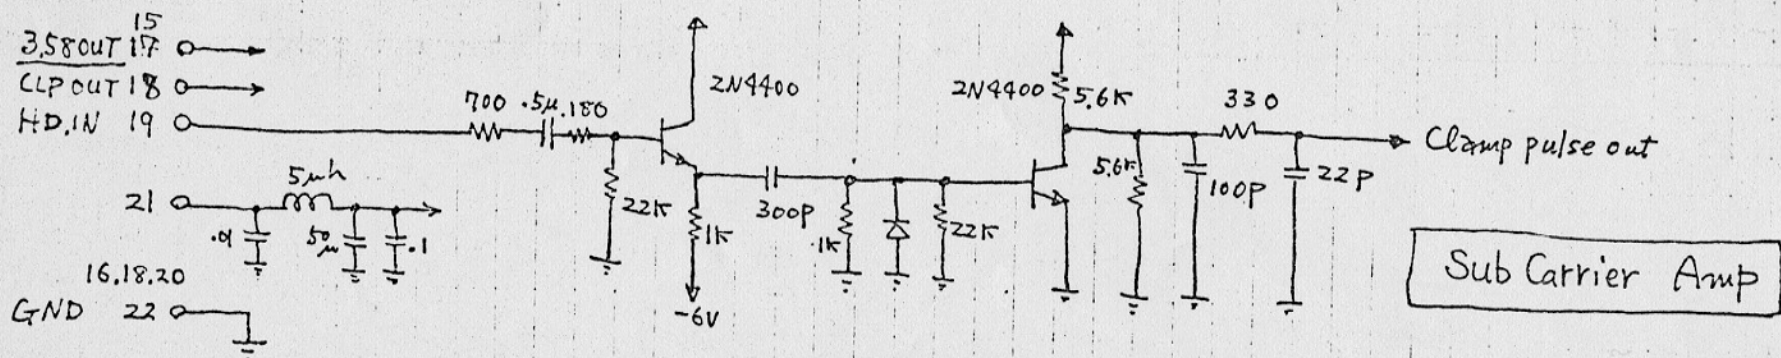 15
3.58OUT 17
CLP OUT 18
HD.IN 19
700 .5μ. 180
2N4400
2N4400
5.6K
330
Clamp pulse out
5μh
21
22K
1K
300P
1K
22K
5.6K
100P
22P
50μ
.1
-6V
16.18.20
GND 22
Sub Carrier Amp